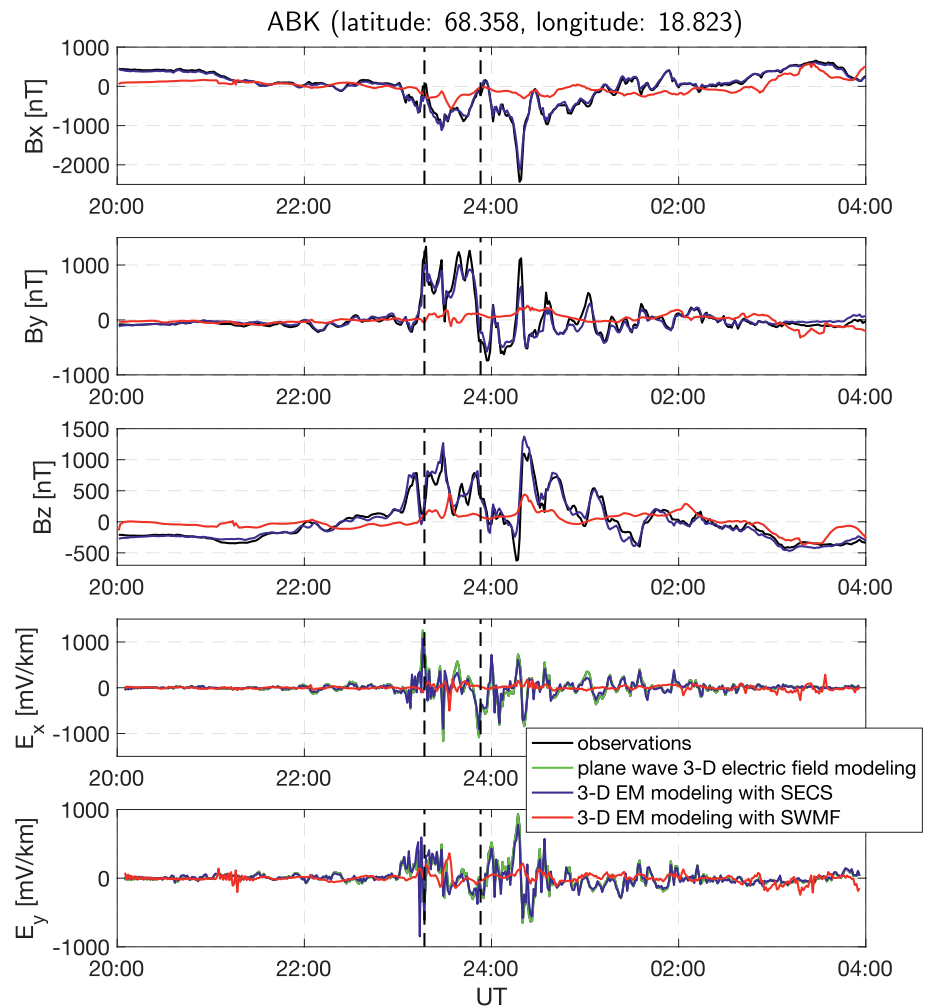 ABK (latitude: 68.358, longitude: 18.823)
1000
0
-1000
-2000
Bx [nT]
20:00 22:00 24:00 02:00 04:00
1000
0
-1000
By [nT]
20:00 22:00 24:00 02:00 04:00
1500
1000
500
0
-500
Bz [nT]
20:00 22:00 24:00 02:00 04:00
1000
0
-1000
E_x [mV/km]
20:00 22:00 24:00
observations
plane wave 3-D electric field modeling
3-D EM modeling with SECS
3-D EM modeling with SWMF
1000
0
-1000
E_y [mV/km]
20:00 22:00 24:00 02:00 04:00
UT